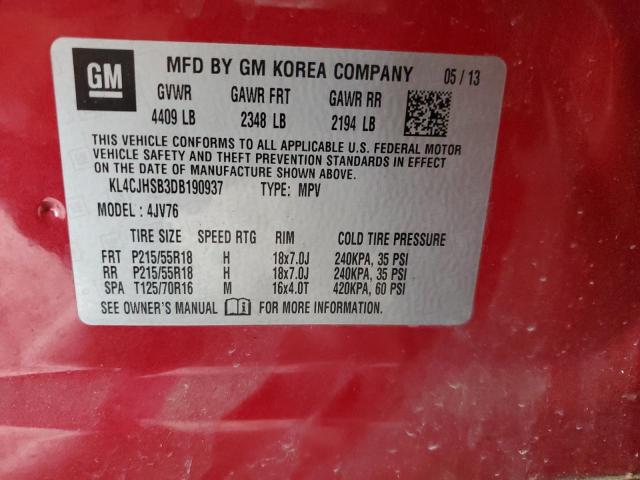 GM
MFD BY GM KOREA COMPANY 05 / 13
GVWR GAWR FRT GAWR RR
4409 LB 2348 LB 2194 LB
THIS VEHICLE CONFORMS TO ALL APPLICABLE U.S. FEDERAL MOTOR
VEHICLE SAFETY AND THEFT PREVENTION STANDARDS IN EFFECT
ON THE DATE OF MANUFACTURE SHOWN ABOVE.
KL4CJHSB3DB190937 TYPE: MPV
MODEL : 4JV76
TIRE SIZE SPEED RTG RIM COLD TIRE PRESSURE
FRT P215/55R18 H 18x7.0J 240KPA, 35 PSI
RR P215/55R18 H 18x7.0J 240KPA, 35 PSI
SPA T125/70R16 M 16x4.0T 420KPA, 60 PSI
SEE OWNER'S MANUAL FOR MORE INFORMATION.